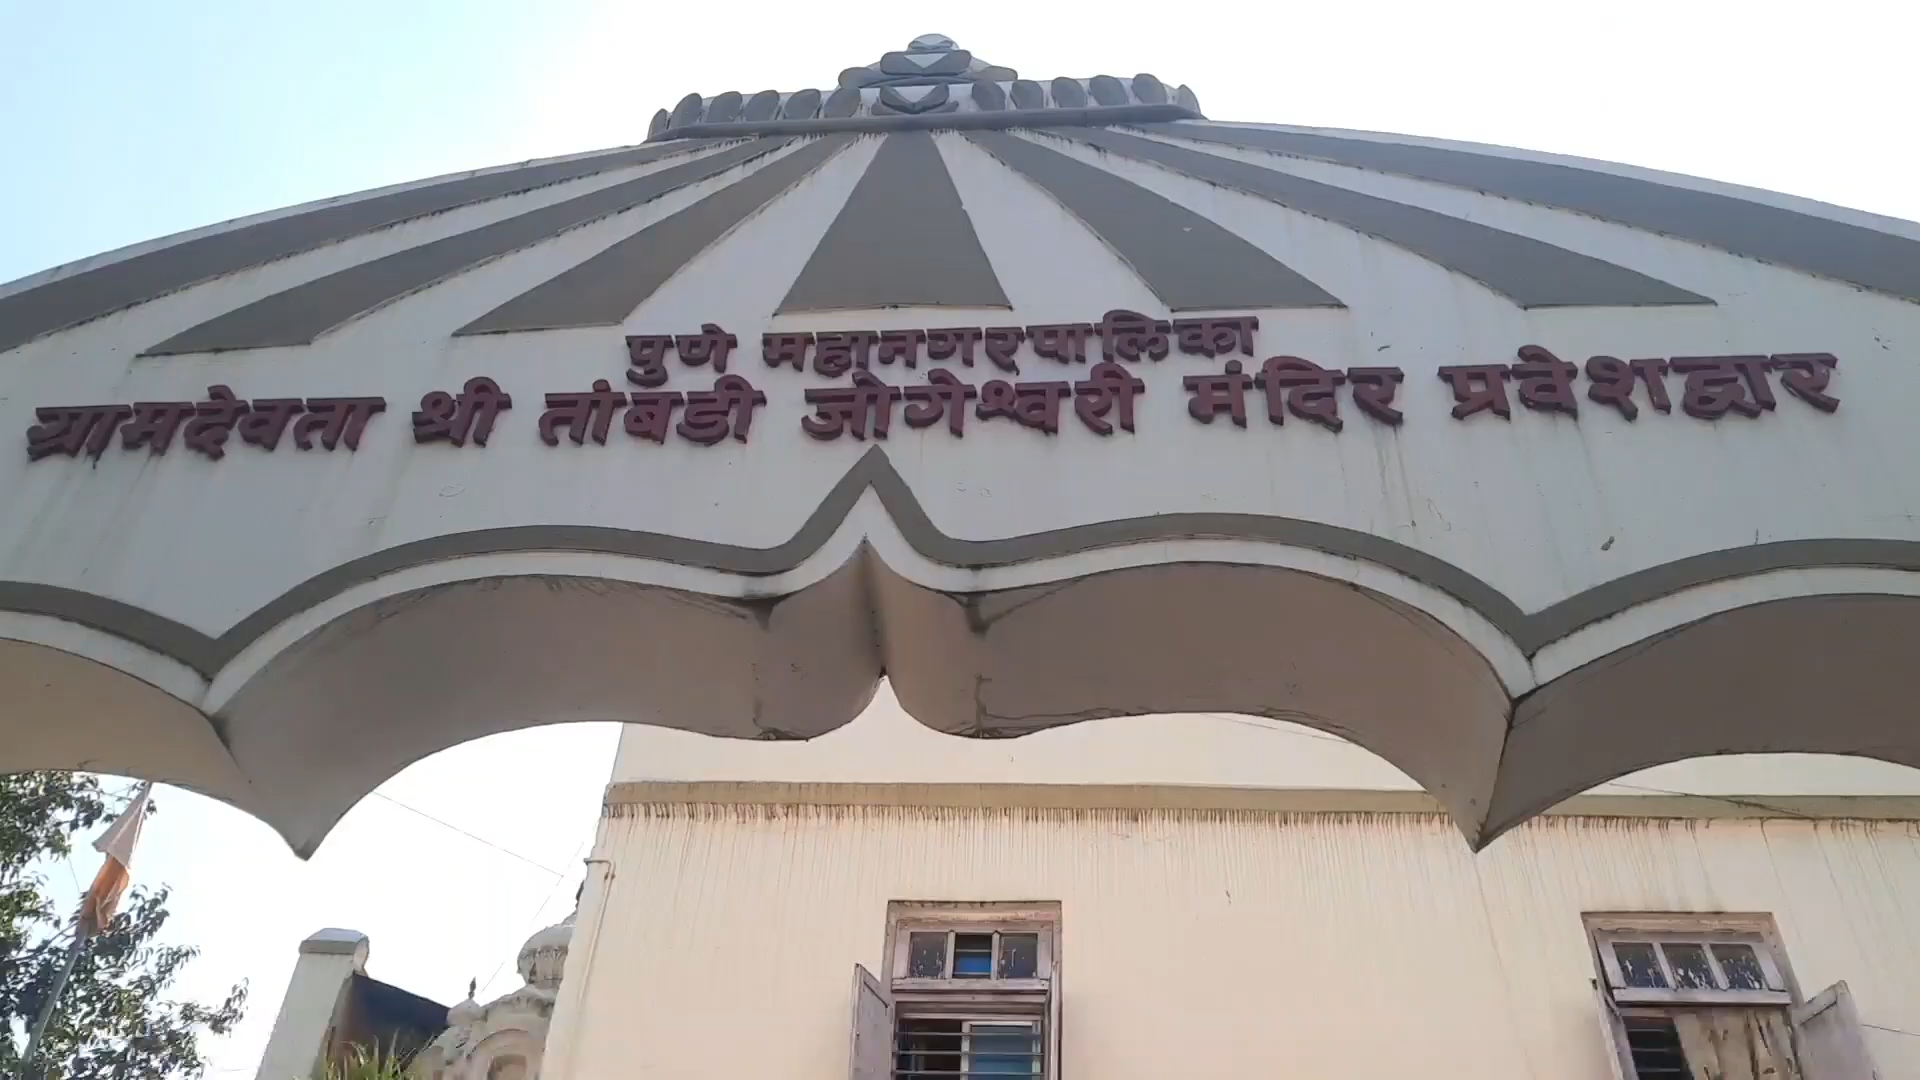 पुणे महानगरपालिका
ग्रामदेवता श्री तांबडी जोगेश्वरी मंदिर प्रवेशद्वार